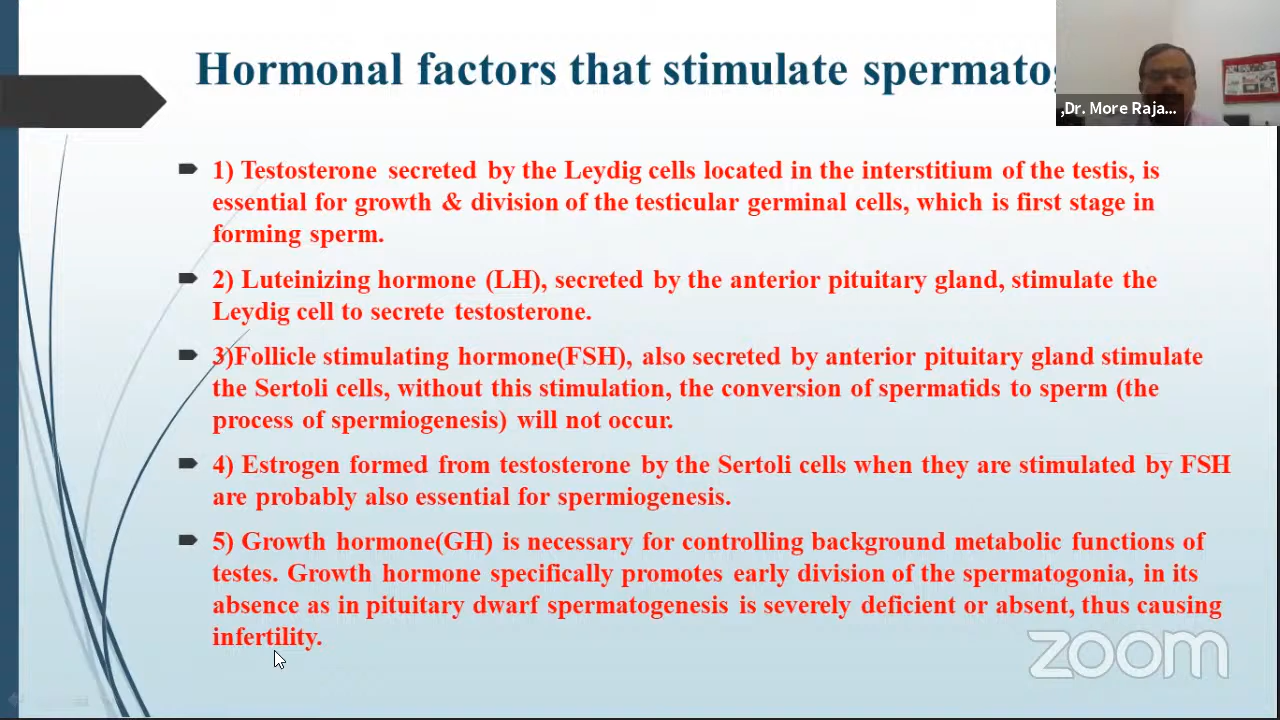 Hormonal factors that stimulate spermatog
,Dr. More Raja...
1) Testosterone secreted by the Leydig cells located in the interstitium of the testis, is
essential for growth & division of the testicular germinal cells, which is first stage in
forming sperm.
2) Luteinizing hormone (LH), secreted by the anterior pituitary gland, stimulate the
Leydig cell to secrete testosterone.
3)Follicle stimulating hormone(FSH), also secreted by anterior pituitary gland stimulate
the Sertoli cells, without this stimulation, the conversion of spermatids to sperm (the
process of spermiogenesis) will not occur.
4) Estrogen formed from testosterone by the Sertoli cells when they are stimulated by FSH
are probably also essential for spermiogenesis.
5) Growth hormone(GH) is necessary for controlling background metabolic functions of
testes. Growth hormone specifically promotes early division of the spermatogonia, in its
absence as in pituitary dwarf spermatogenesis is severely deficient or absent, thus causing
infertility.
zoom